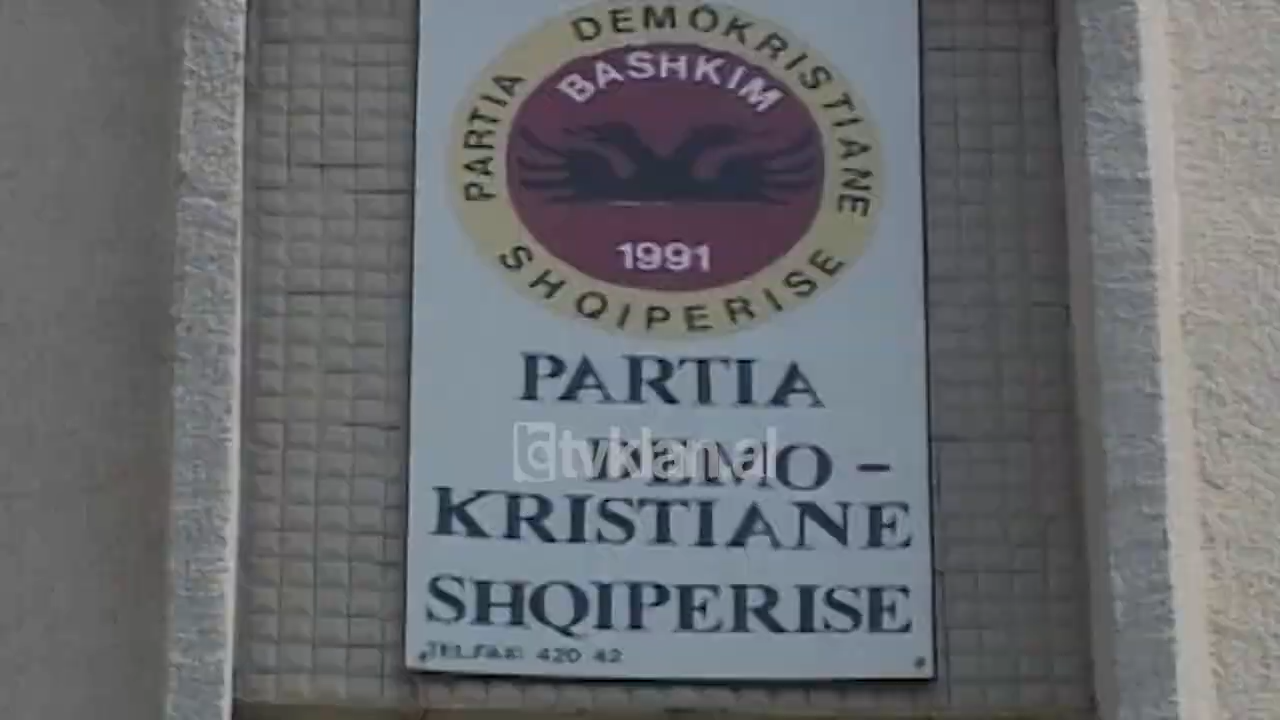 PARTIA DEMOKRISTIANE
SHQIPERISE
BASHKIM
1991
PARTIA
DEMO -
KRISTIANE
SHQIPERISE
TEL.FAX: 420 42
tvklan.al